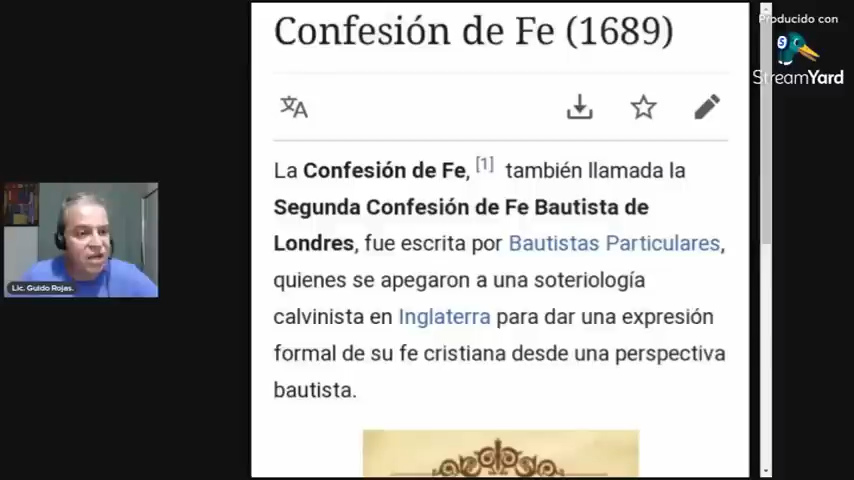 Confesión de Fe (1689)
Producido con
StreamYard
La Confesión de Fe, [1] también llamada la
Segunda Confesión de Fe Bautista de
Londres, fue escrita por Bautistas Particulares,
quienes se apegaron a una soteriología
calvinista en Inglaterra para dar una expresión
formal de su fe cristiana desde una perspectiva
bautista.
Lic. Guido Rojas.